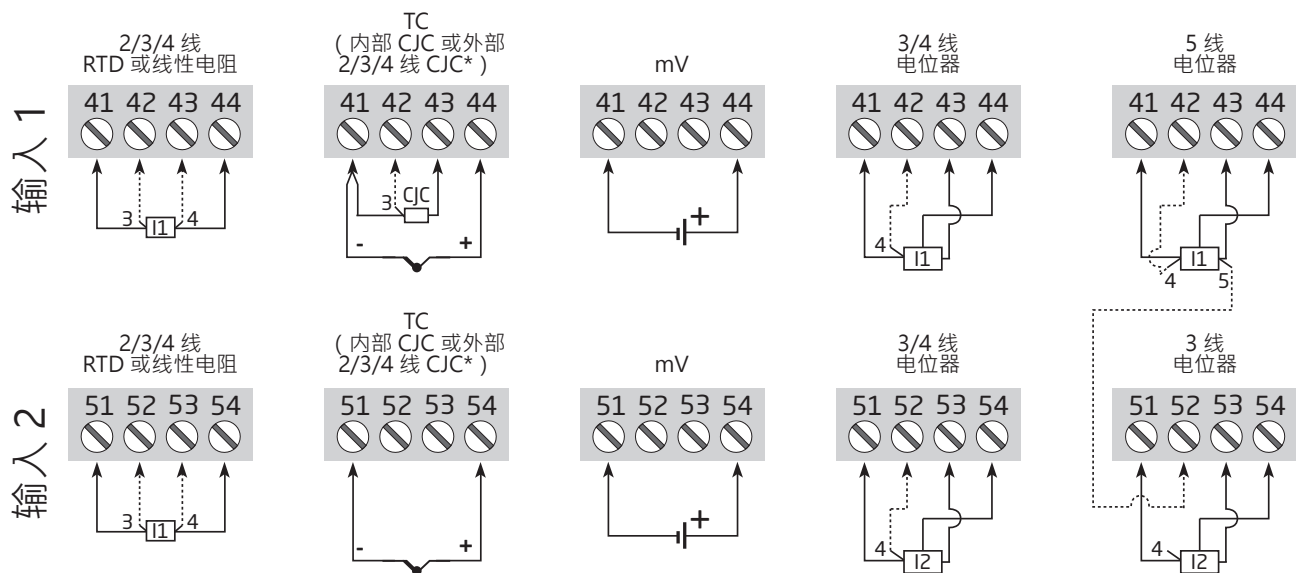 输入 1
2/3/4 线
RTD 或线性电阻
41 42 43 44
3 I1 4
TC
( 内部 CJC 或外部
2/3/4 线 CJC* )
41 42 43 44
3 CJC
- +
mV
41 42 43 44
+
3/4 线
电位器
41 42 43 44
4 I1
5 线
电位器
41 42 43 44
4 I1 5
输入 2
2/3/4 线
RTD 或线性电阻
51 52 53 54
3 I1 4
TC
( 内部 CJC 或外部
2/3/4 线 CJC* )
51 52 53 54
- +
mV
51 52 53 54
+
3/4 线
电位器
51 52 53 54
4 I2
3 线
电位器
51 52 53 54
4 I2